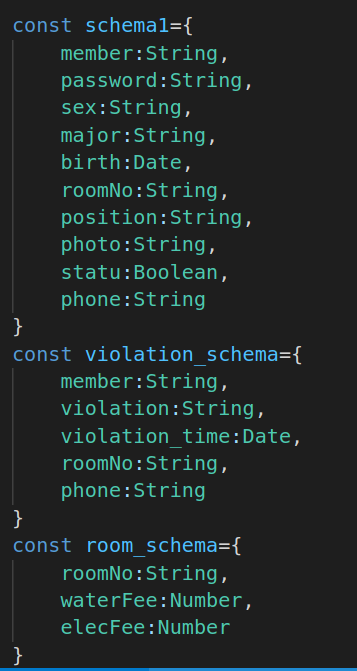 const schema1={
    member:String,
    password:String,
    sex:String,
    major:String,
    birth:Date,
    roomNo:String,
    position:String,
    photo:String,
    statu:Boolean,
    phone:String
}
const violation_schema={
    member:String,
    violation:String,
    violation_time:Date,
    roomNo:String,
    phone:String
}
const room_schema={
    roomNo:String,
    waterFee:Number,
    elecFee:Number
}